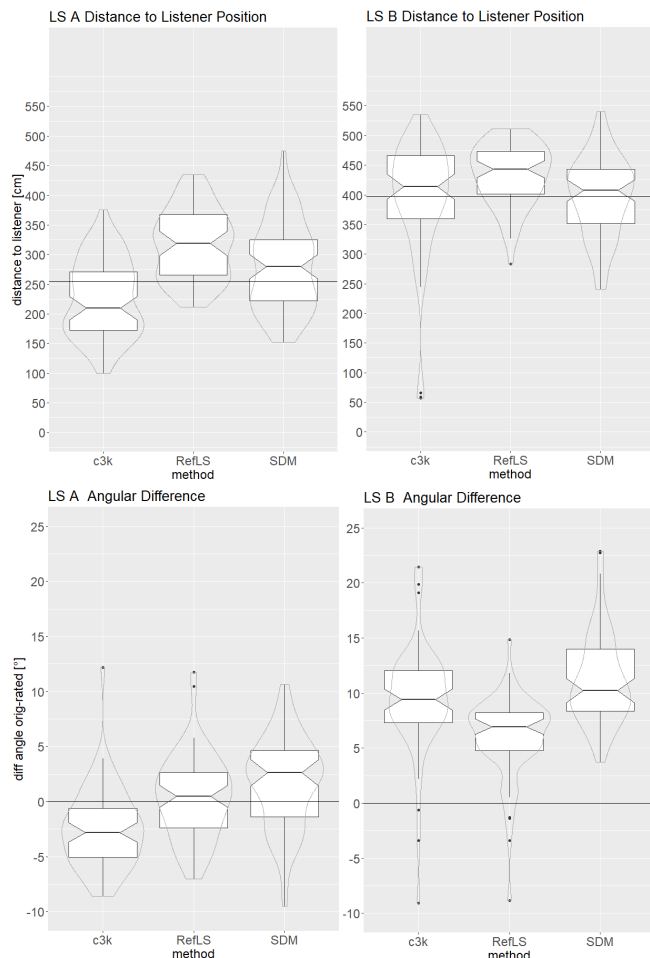 LS A Distance to Listener Position
distance to listener [cm]
550
500
450
400
350
300
250
200
150
100
50
0
c3k RefLS SDM
method
LS B Distance to Listener Position
550
500
450
400
350
300
250
200
150
100
50
0
c3k RefLS SDM
method
LS A  Angular Difference
diff angle orig-rated [°]
25
20
15
10
5
0
-5
-10
c3k RefLS SDM
method
LS B  Angular Difference
25
20
15
10
5
0
-5
-10
c3k RefLS SDM
method